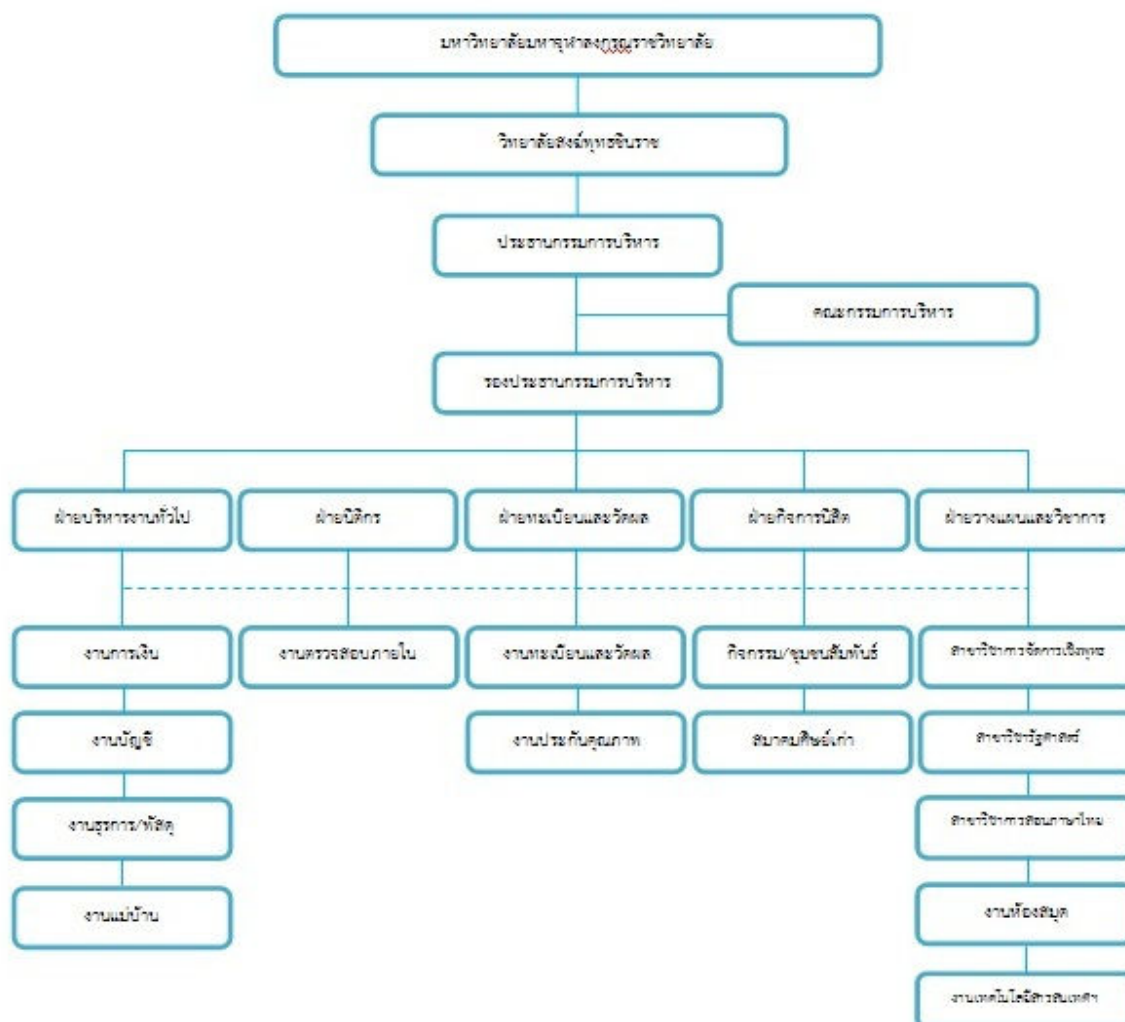 มหาวิทยาลัยมหาจุฬาลงกรณราชวิทยาลัย
วิทยาลัยสงฆ์พุทธชินราช
ประธานกรรมการบริหาร
คณะกรรมการบริหาร
รองประธานกรรมการบริหาร
ฝ่ายบริหารงานทั่วไป
ฝ่ายนิติกร
ฝ่ายทะเบียนและวัดผล
ฝ่ายกิจการนิสิต
ฝ่ายวางแผนและวิชาการ
งานการเงิน
งานตรวจสอบภายใน
งานทะเบียนและวัดผล
กิจกรรม/ชุมชนสัมพันธ์
สาขาวิชาการจัดการเชิงพุทธ
งานบัญชี
งานประกันคุณภาพ
สมาคมศิษย์เก่า
สาขาวิชารัฐศาสตร์
งานธุรการ/พัสดุ
สาขาวิชาการสอนภาษาไทย
งานแม่บ้าน
งานห้องสมุด
งานเทคโนโลยีสารสนเทศฯ